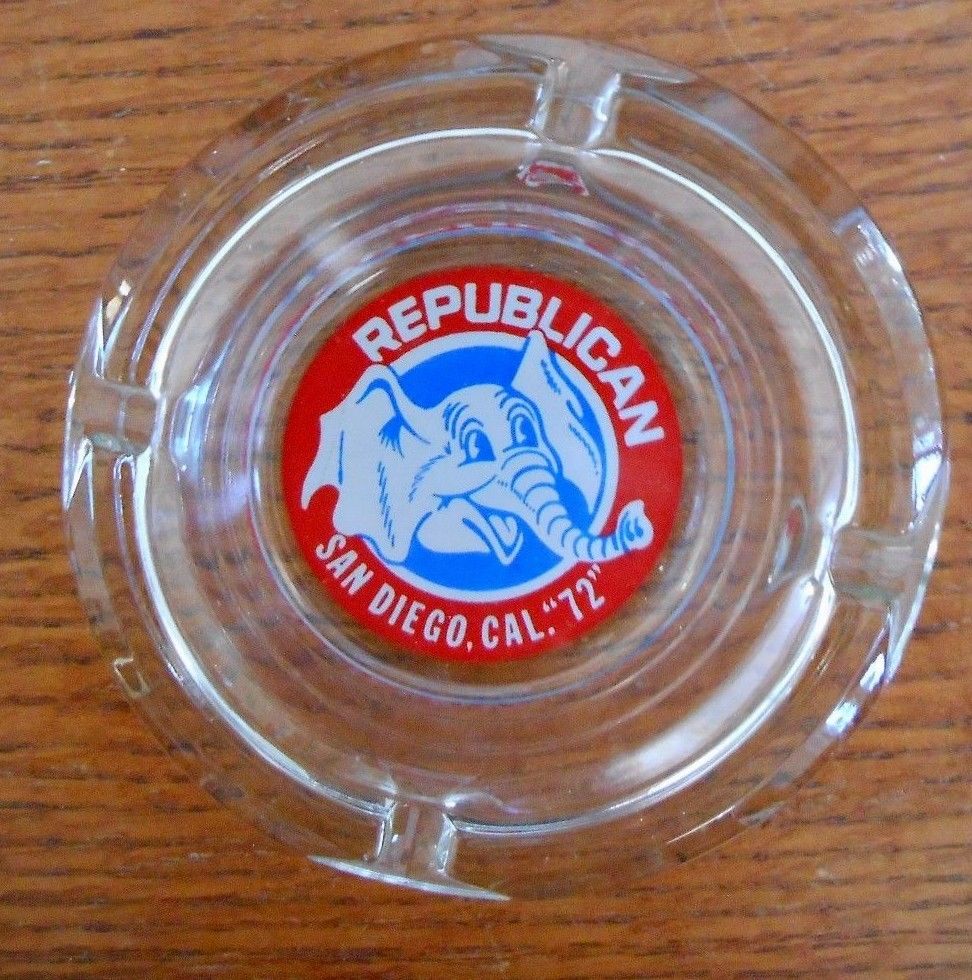 REPUBLICAN
SAN DIEGO, CAL. "72"